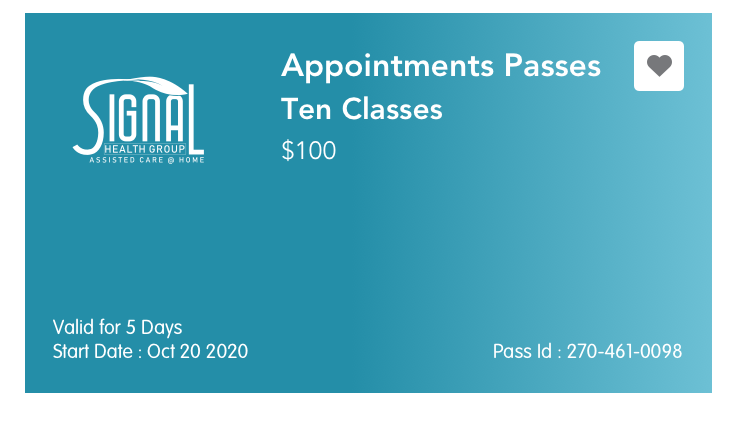 SIGNAL
HEALTH GROUP
ASSISTED CARE @ HOME
Appointments Passes
Ten Classes
$100
Valid for 5 Days
Start Date : Oct 20 2020
Pass Id : 270-461-0098